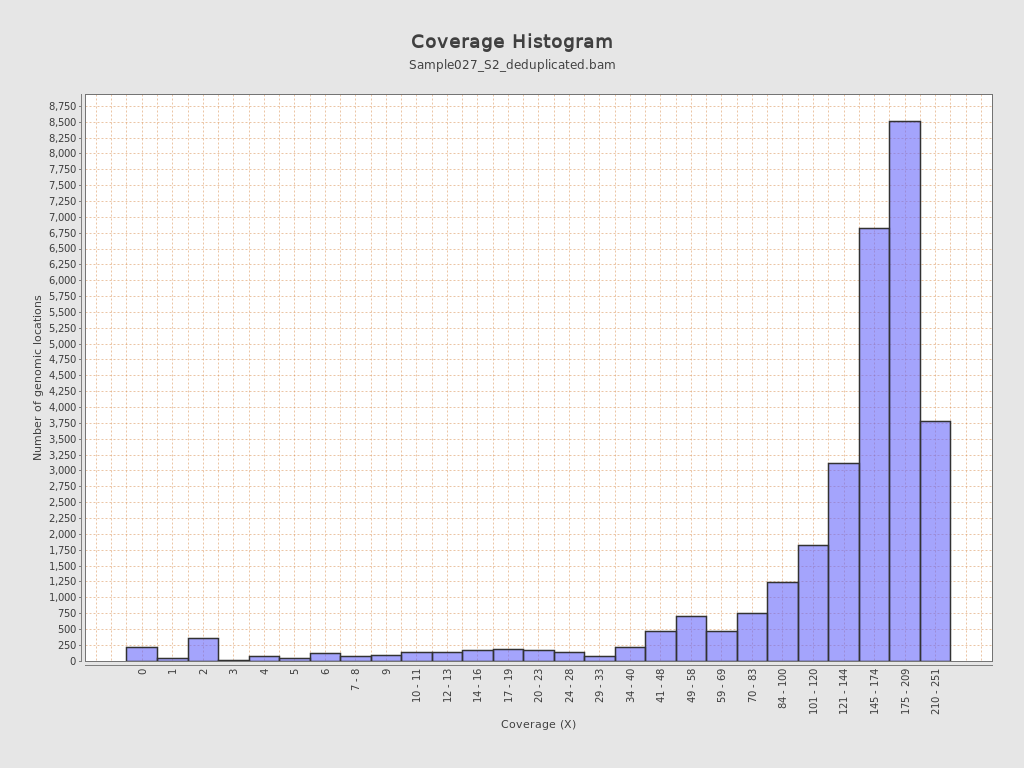 Coverage Histogram
Sample027_S2_deduplicated.bam
8,750
8,500
8,250
8,000
7,750
7,500
7,250
7,000
6,750
6,500
6,250
6,000
5,750
5,500
5,250
5,000
4,750
4,500
4,250
4,000
3,750
3,500
3,250
3,000
2,750
2,500
2,250
2,000
1,750
1,500
1,250
1,000
750
500
250
0
Number of genomic locations
0
1
2
3
4
5
6
7 - 8
9
10 - 11
12 - 13
14 - 16
17 - 19
20 - 23
24 - 28
29 - 33
34 - 40
41 - 48
49 - 58
59 - 69
70 - 83
84 - 100
101 - 120
121 - 144
145 - 174
175 - 209
210 - 251
Coverage (X)